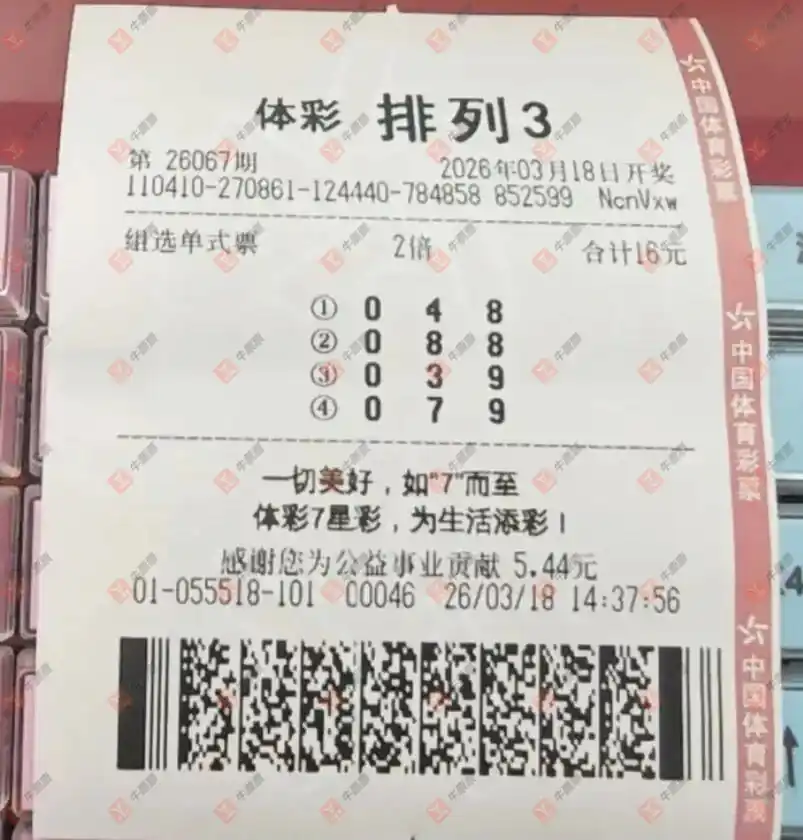 体彩 排列3
第 26067期 2026年03月18日开奖
110410-270861-124440-784858 852599 NcnVxw
组选单式票 2倍 合计16元
① 0 4 8
② 0 8 8
③ 0 3 9
④ 0 7 9
一切美好，如"7"而至
体彩7星彩，为生活添彩！
感谢您为公益事业贡献 5.44元
01-055518-101 00046 26/03/18 14:37:56
中国体育彩票
中国体育彩票
中国体育彩票